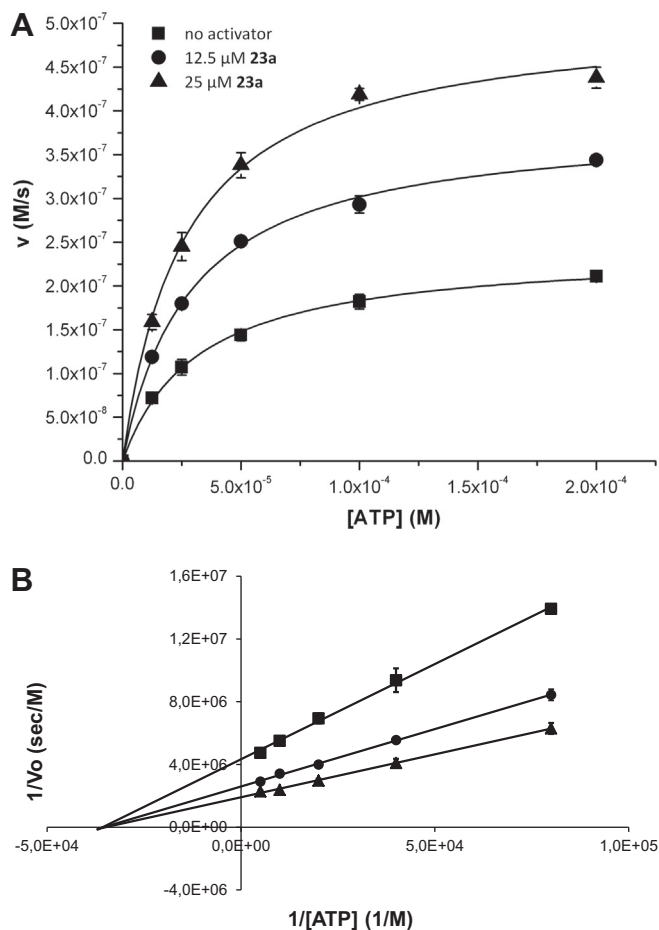 A
no activator
12.5 µM 23a
25 µM 23a
5.0x10⁻⁷
4.5x10⁻⁷
4.0x10⁻⁷
3.5x10⁻⁷
3.0x10⁻⁷
2.5x10⁻⁷
2.0x10⁻⁷
1.5x10⁻⁷
1.0x10⁻⁷
5.0x10⁻⁸
0.0
v (M/s)
0.0 5.0x10⁻⁵ 1.0x10⁻⁴ 1.5x10⁻⁴ 2.0x10⁻⁴
[ATP] (M)
B
1,6E+07
1,2E+07
8,0E+06
4,0E+06
0,0E+00
-4,0E+06
1/Vo (sec/M)
-5,0E+04 0,0E+00 5,0E+04 1,0E+05
1/[ATP] (1/M)